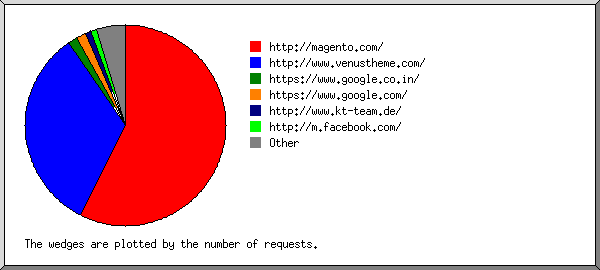 http://magento.com/
http://www.venustheme.com/
https://www.google.co.in/
https://www.google.com/
http://www.kt-team.de/
http://m.facebook.com/
Other
The wedges are plotted by the number of requests.